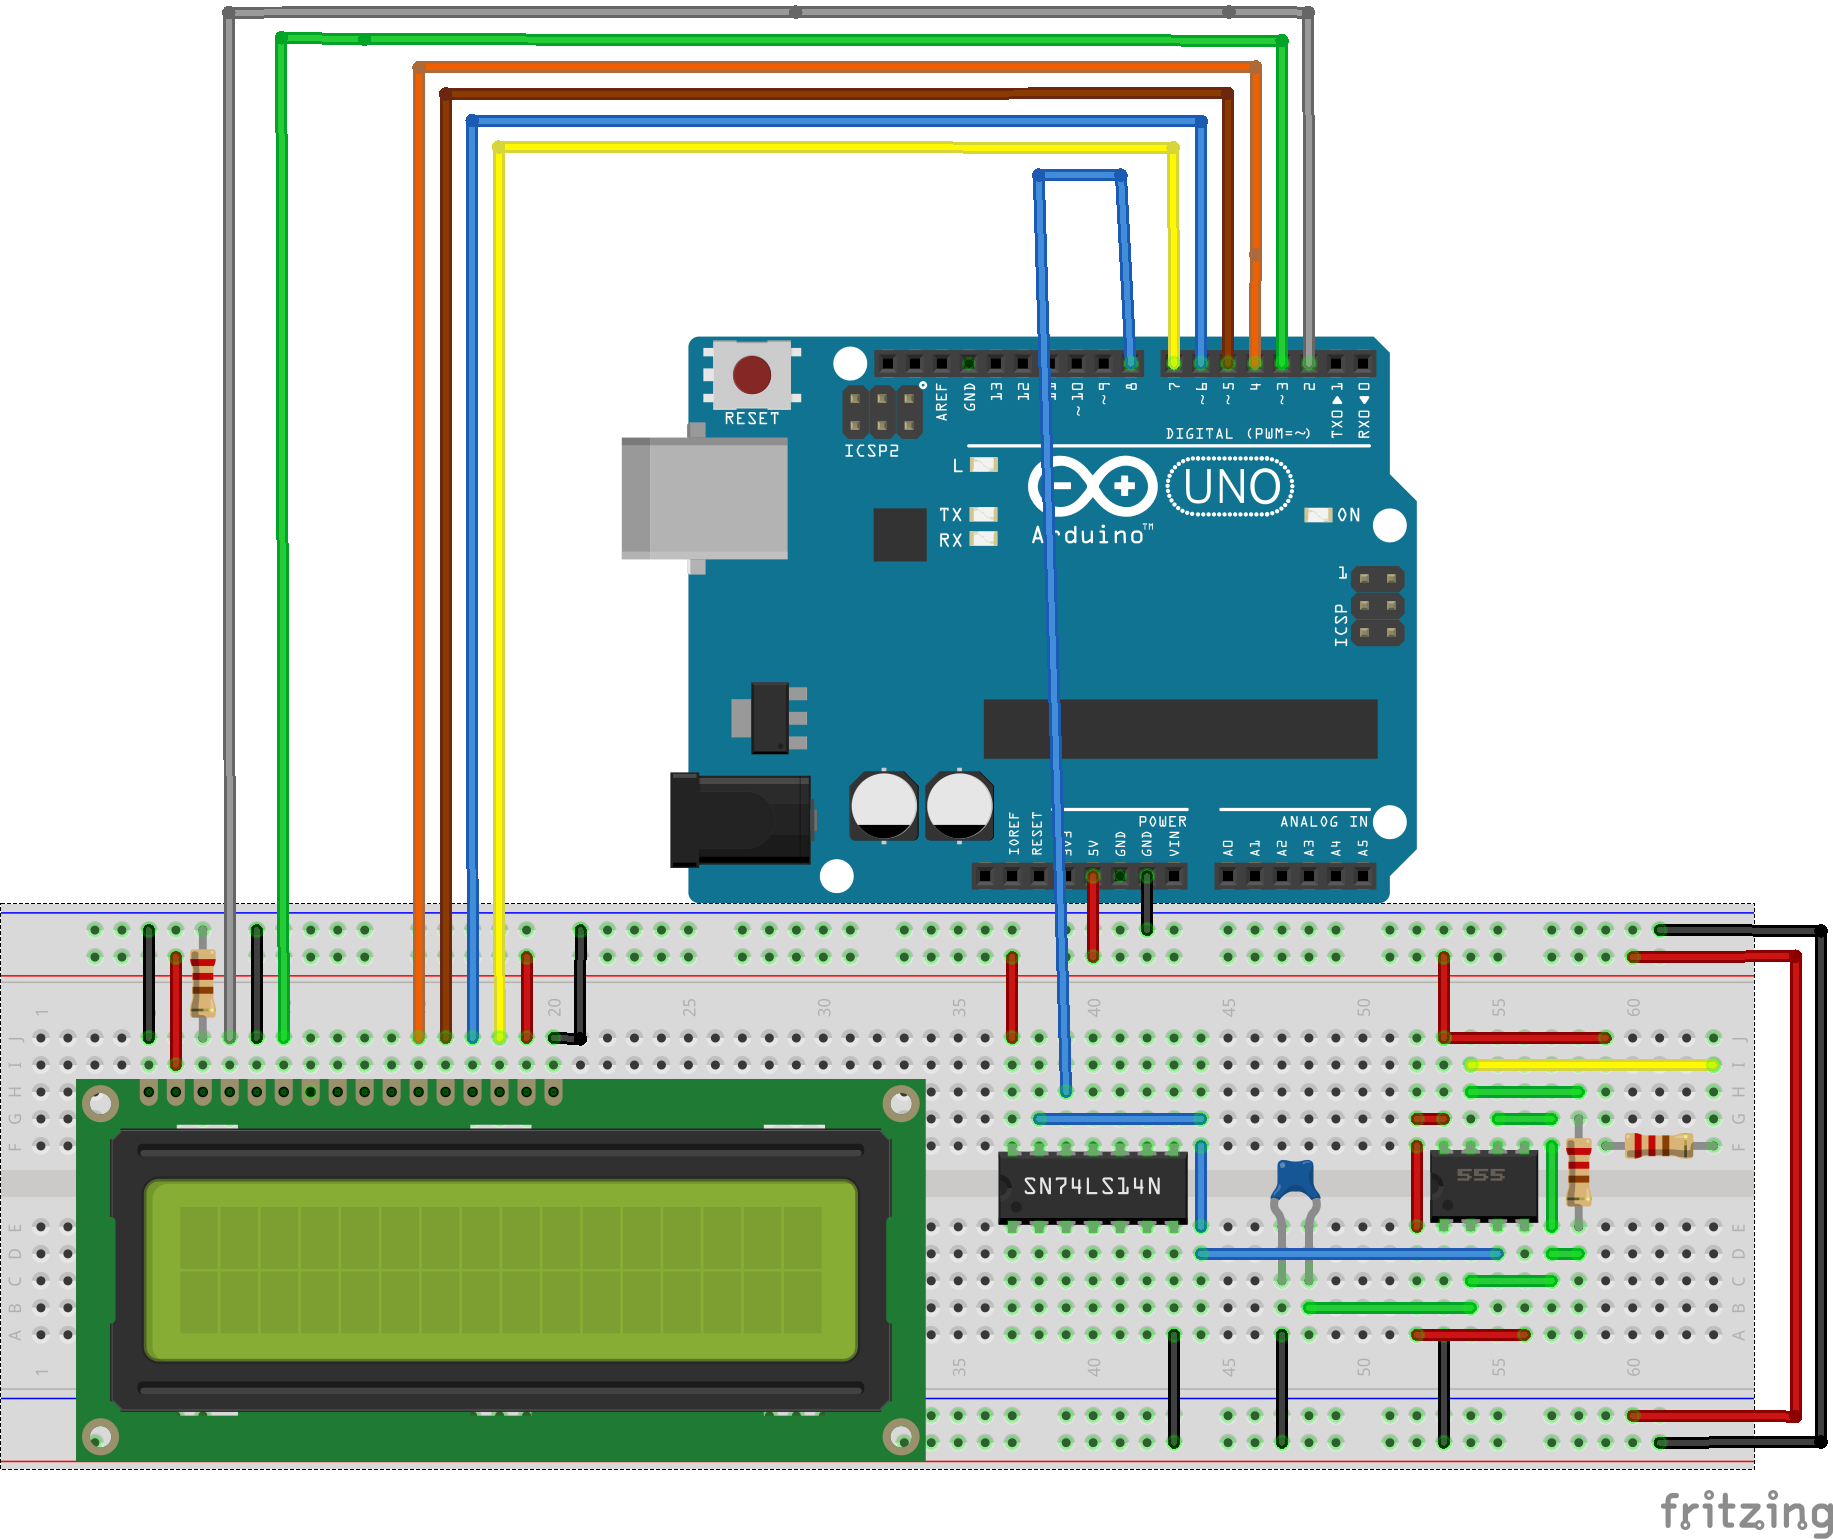 RESET
ICSP2
AREF
GND
13
12
11
~10
~9
8
7
~6
~5
4
~3
2
TX0▶1
RX0◀0
DIGITAL (PWM=~)
L
TX
RX
Arduino™
UNO
ON
1
ICSP
IOREF
RESET
3V3
5V
GND
GND
VIN
POWER
A0
A1
A2
A3
A4
A5
ANALOG IN
1
20
25
30
35
40
45
50
55
60
J
I
H
G
F
E
D
C
B
A
J
I
H
G
F
E
D
C
B
A
SN74LS14N
555
1
35
40
45
50
55
60
fritzing